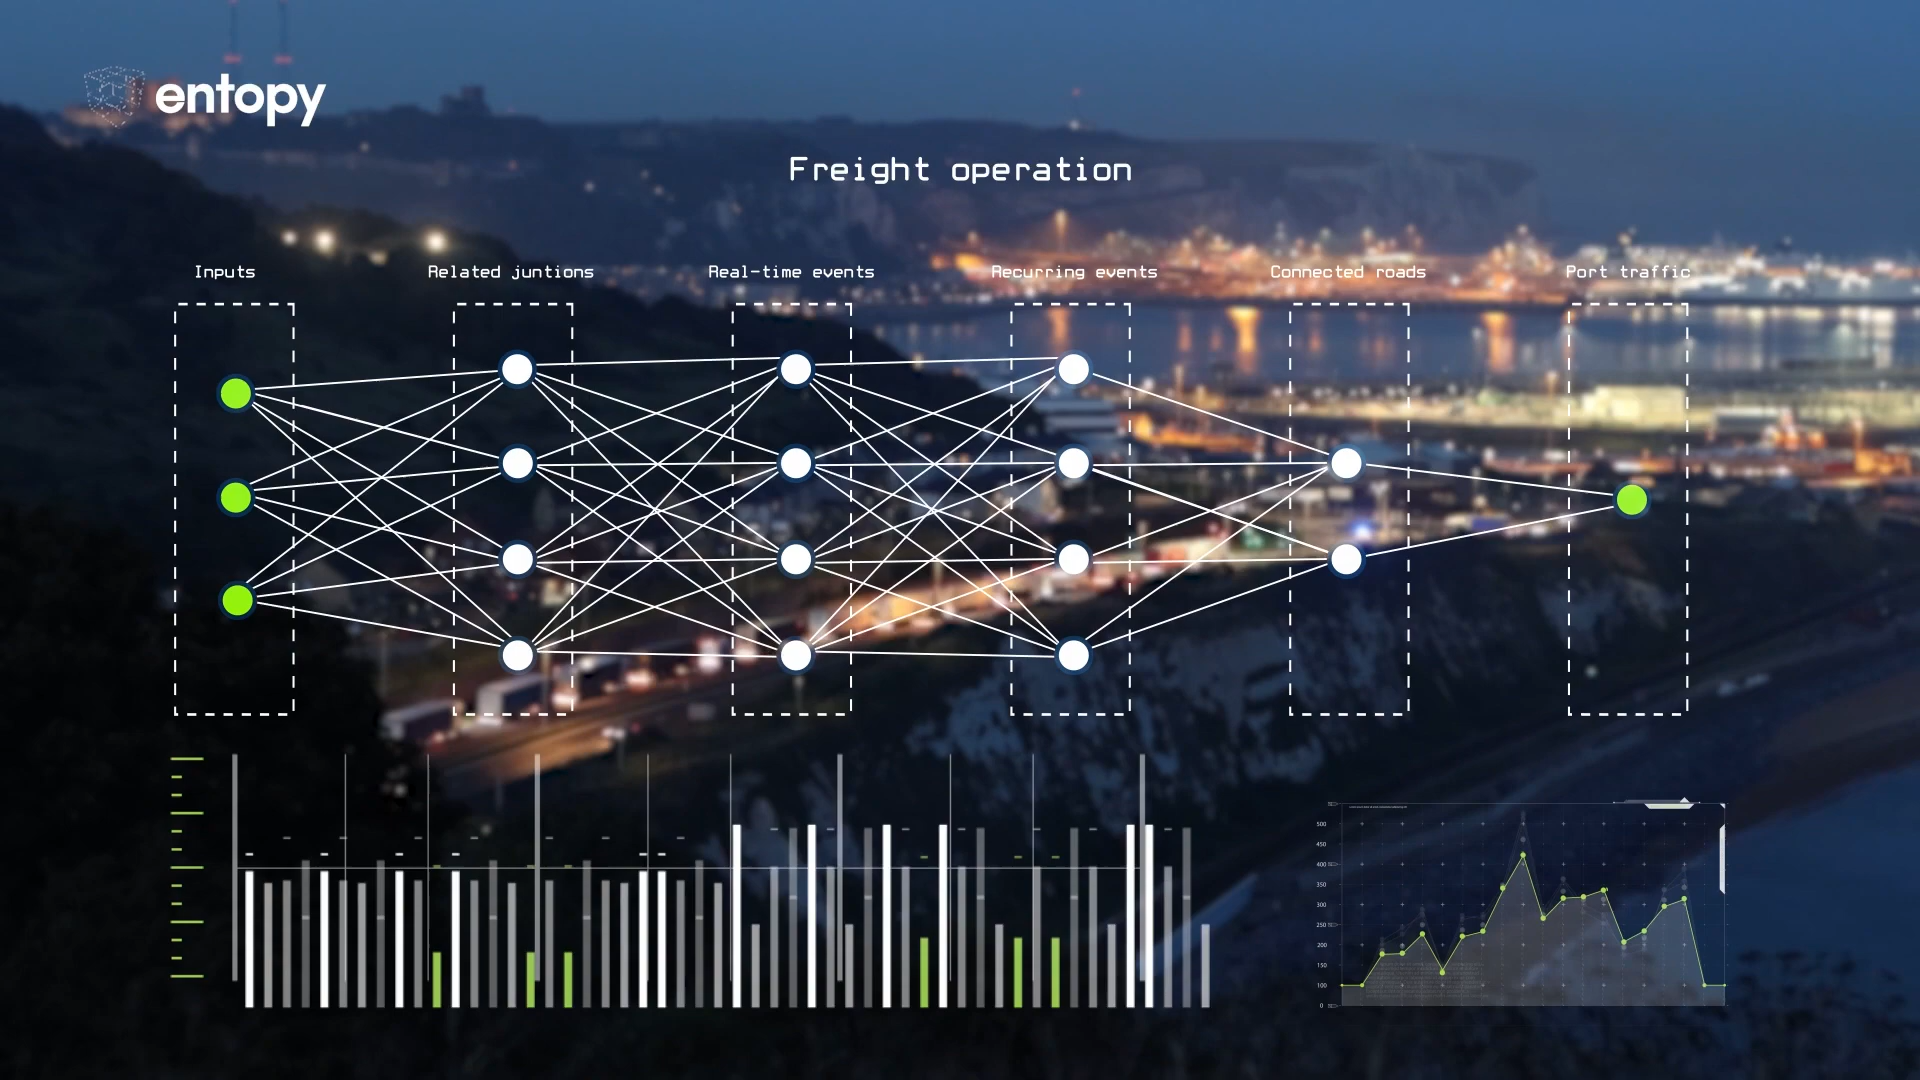 entopy
Freight operation
Inputs
Related juntions
Real-time events
Recurring events
Connected roads
Port traffic
500
450
400
350
300
250
200
150
100
0